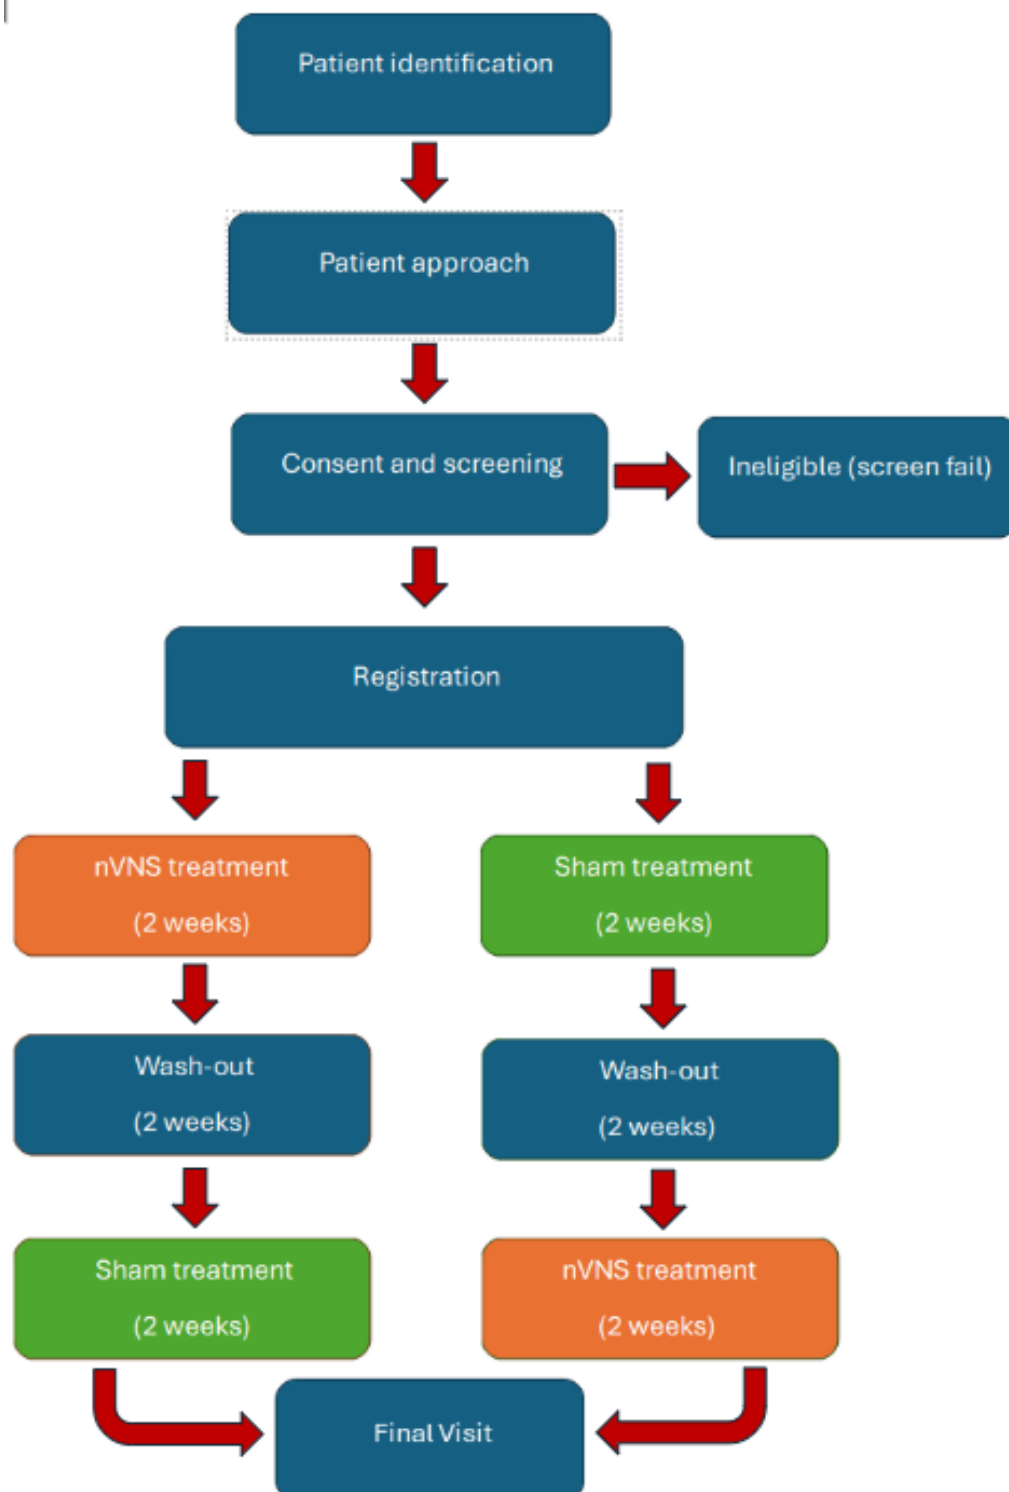 Patient identification
Patient approach
Consent and screening
Ineligible (screen fail)
Registration
nVNS treatment
(2 weeks)
Sham treatment
(2 weeks)
Wash-out
(2 weeks)
Wash-out
(2 weeks)
Sham treatment
(2 weeks)
nVNS treatment
(2 weeks)
Final Visit